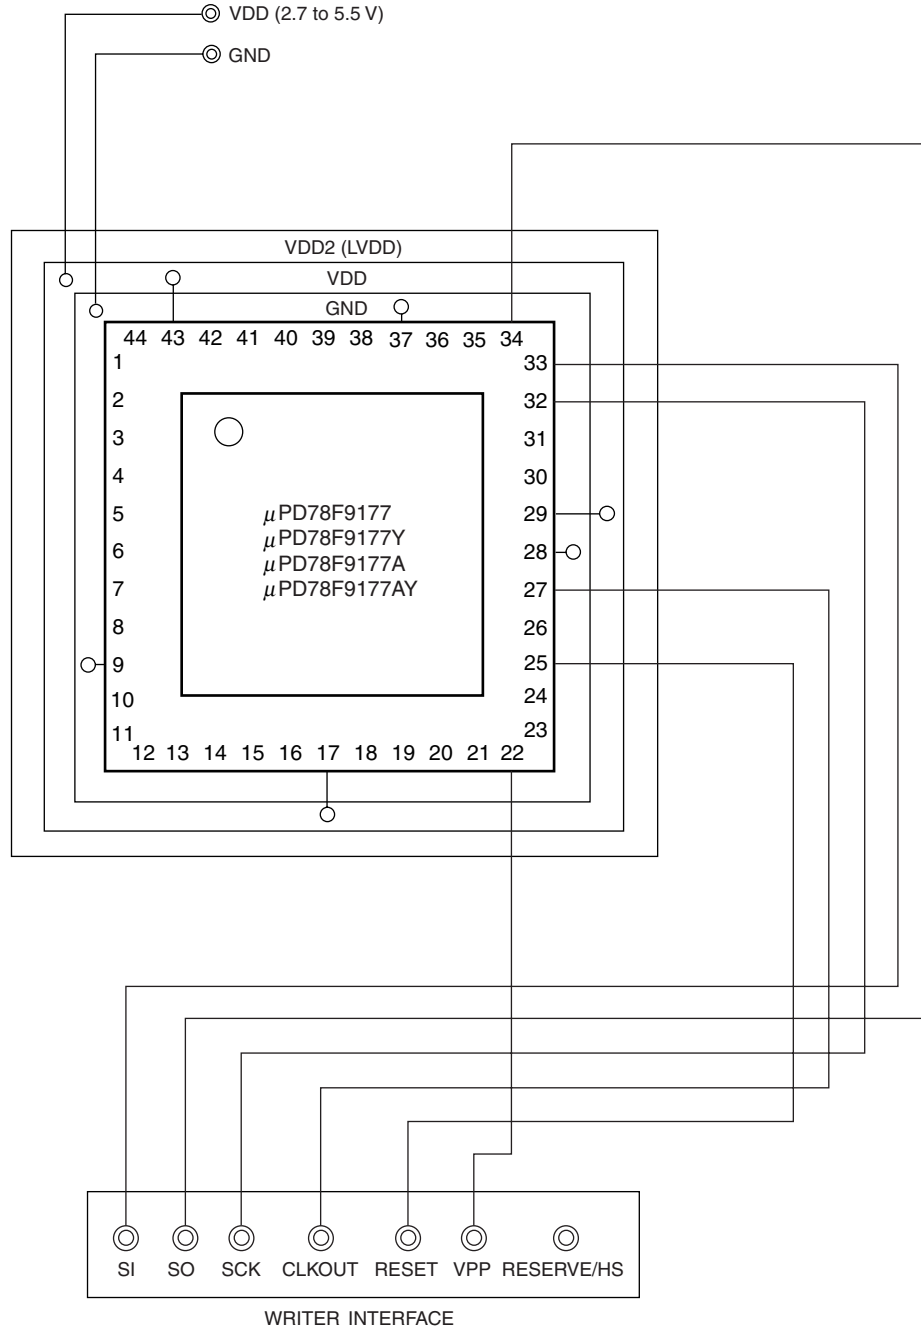 VDD (2.7 to 5.5 V)
GND
VDD2 (LVDD)
VDD
GND
44 43 42 41 40 39 38 37 36 35 34
1
2
3
4
5
6
7
8
9
10
11
33
32
31
30
29
28
27
26
25
24
23
μPD78F9177
μPD78F9177Y
μPD78F9177A
μPD78F9177AY
12 13 14 15 16 17 18 19 20 21 22
SI SO SCK CLKOUT RESET VPP RESERVE/HS
WRITER INTERFACE